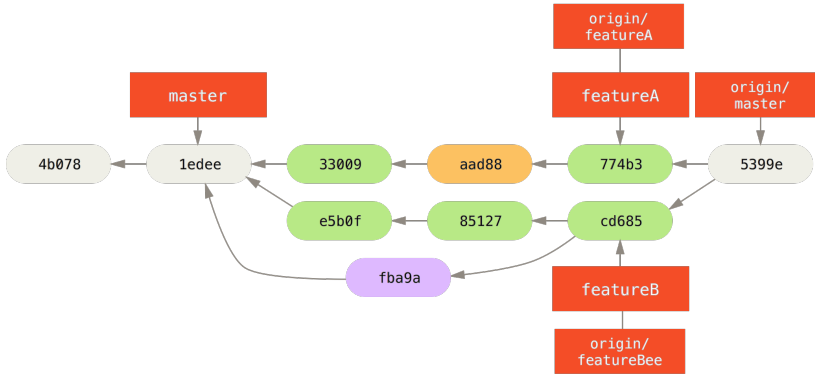 origin/
featureA
master
featureA
origin/
master
4b078
1edee
33009
aad88
774b3
5399e
e5b0f
85127
cd685
fba9a
featureB
origin/
featureBee